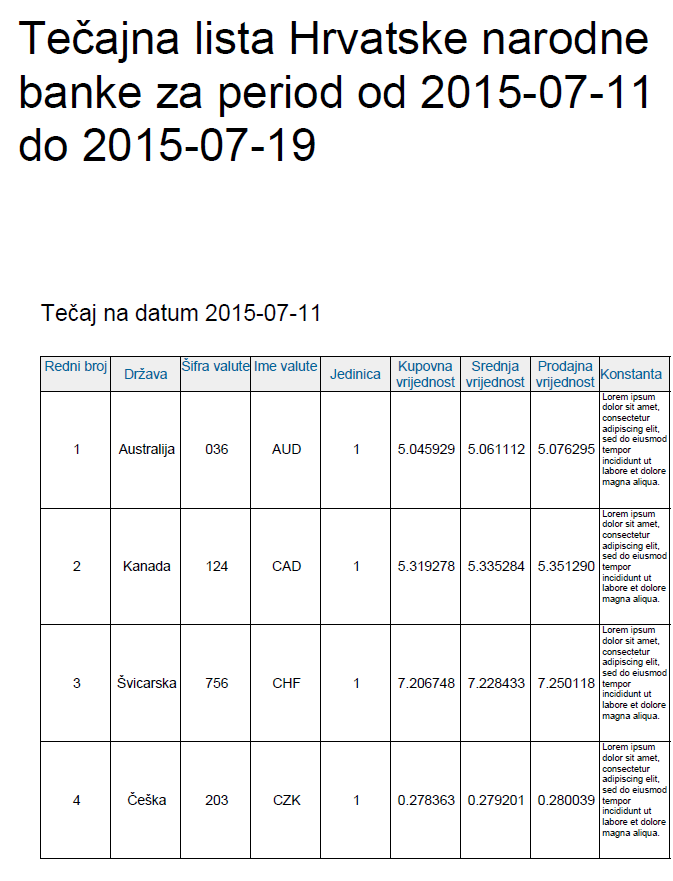 Tečajna lista Hrvatske narodne
banke za period od 2015-07-11
do 2015-07-19
Tečaj na datum 2015-07-11
Redni broj Država Šifra valute Ime valute Jedinica Kupovna vrijednost Srednja vrijednost Prodajna vrijednost Konstanta
1 Australija 036 AUD 1 5.045929 5.061112 5.076295
Lorem ipsum
dolor sit amet,
consectetur
adipiscing elit,
sed do eiusmod
tempor
incididunt ut
labore et dolore
magna aliqua.
2 Kanada 124 CAD 1 5.319278 5.335284 5.351290
Lorem ipsum
dolor sit amet,
consectetur
adipiscing elit,
sed do eiusmod
tempor
incididunt ut
labore et dolore
magna aliqua.
3 Švicarska 756 CHF 1 7.206748 7.228433 7.250118
Lorem ipsum
dolor sit amet,
consectetur
adipiscing elit,
sed do eiusmod
tempor
incididunt ut
labore et dolore
magna aliqua.
4 Češka 203 CZK 1 0.278363 0.279201 0.280039
Lorem ipsum
dolor sit amet,
consectetur
adipiscing elit,
sed do eiusmod
tempor
incididunt ut
labore et dolore
magna aliqua.